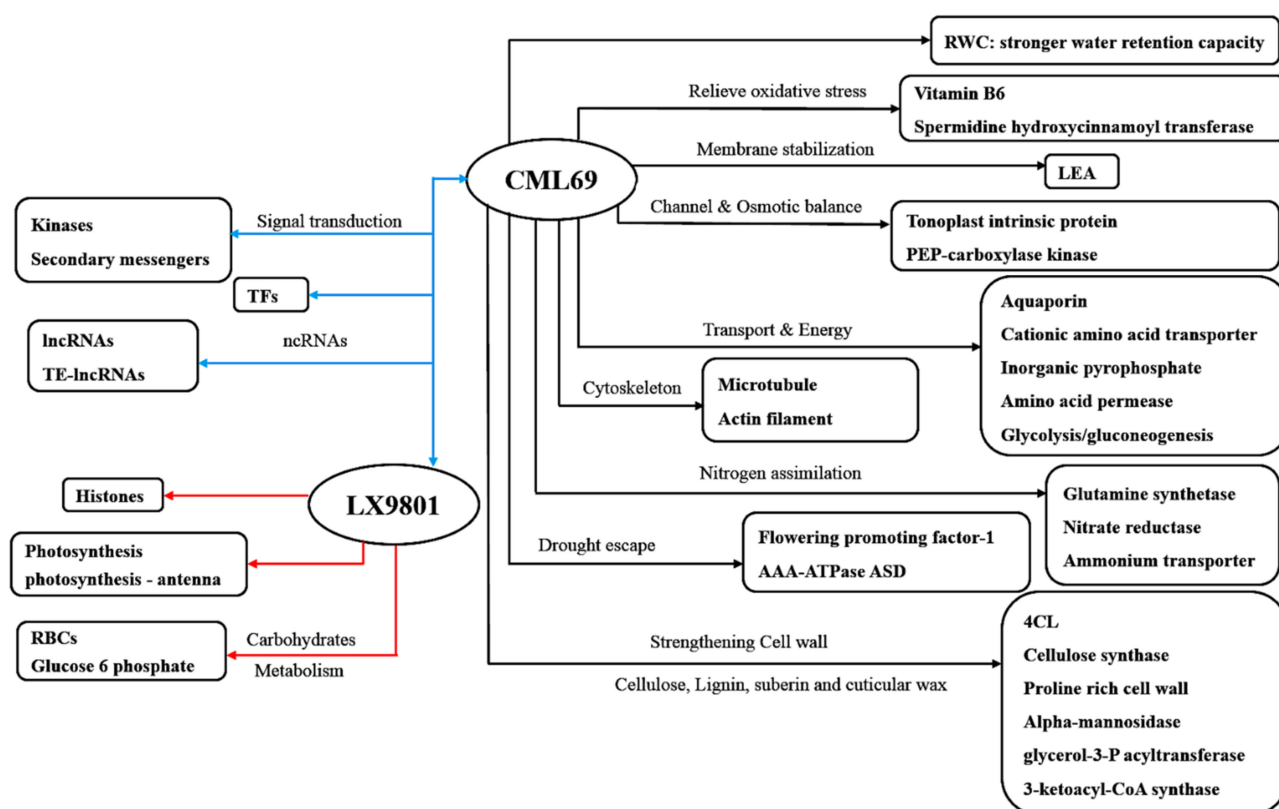 RWC: stronger water retention capacity
Relieve oxidative stress
Vitamin B6
Spermidine hydroxycinnamoyl transferase
CML69
Membrane stabilization
LEA
Channel & Osmotic balance
Tonoplast intrinsic protein
PEP-carboxylase kinase
Kinases
Secondary messengers
Signal transduction
TFs
lncRNAs
TE-lncRNAs
ncRNAs
Transport & Energy
Aquaporin
Cationic amino acid transporter
Inorganic pyrophosphate
Amino acid permease
Glycolysis/gluconeogenesis
Cytoskeleton
Microtubule
Actin filament
Histones
LX9801
Nitrogen assimilation
Glutamine synthetase
Nitrate reductase
Ammonium transporter
Photosynthesis
photosynthesis - antenna
Drought escape
Flowering promoting factor-1
AAA-ATPase ASD
RBCs
Glucose 6 phosphate
Carbohydrates
Metabolism
Strengthening Cell wall
Cellulose, Lignin, suberin and cuticular wax
4CL
Cellulose synthase
Proline rich cell wall
Alpha-mannosidase
glycerol-3-P acyltransferase
3-ketoacyl-CoA synthase